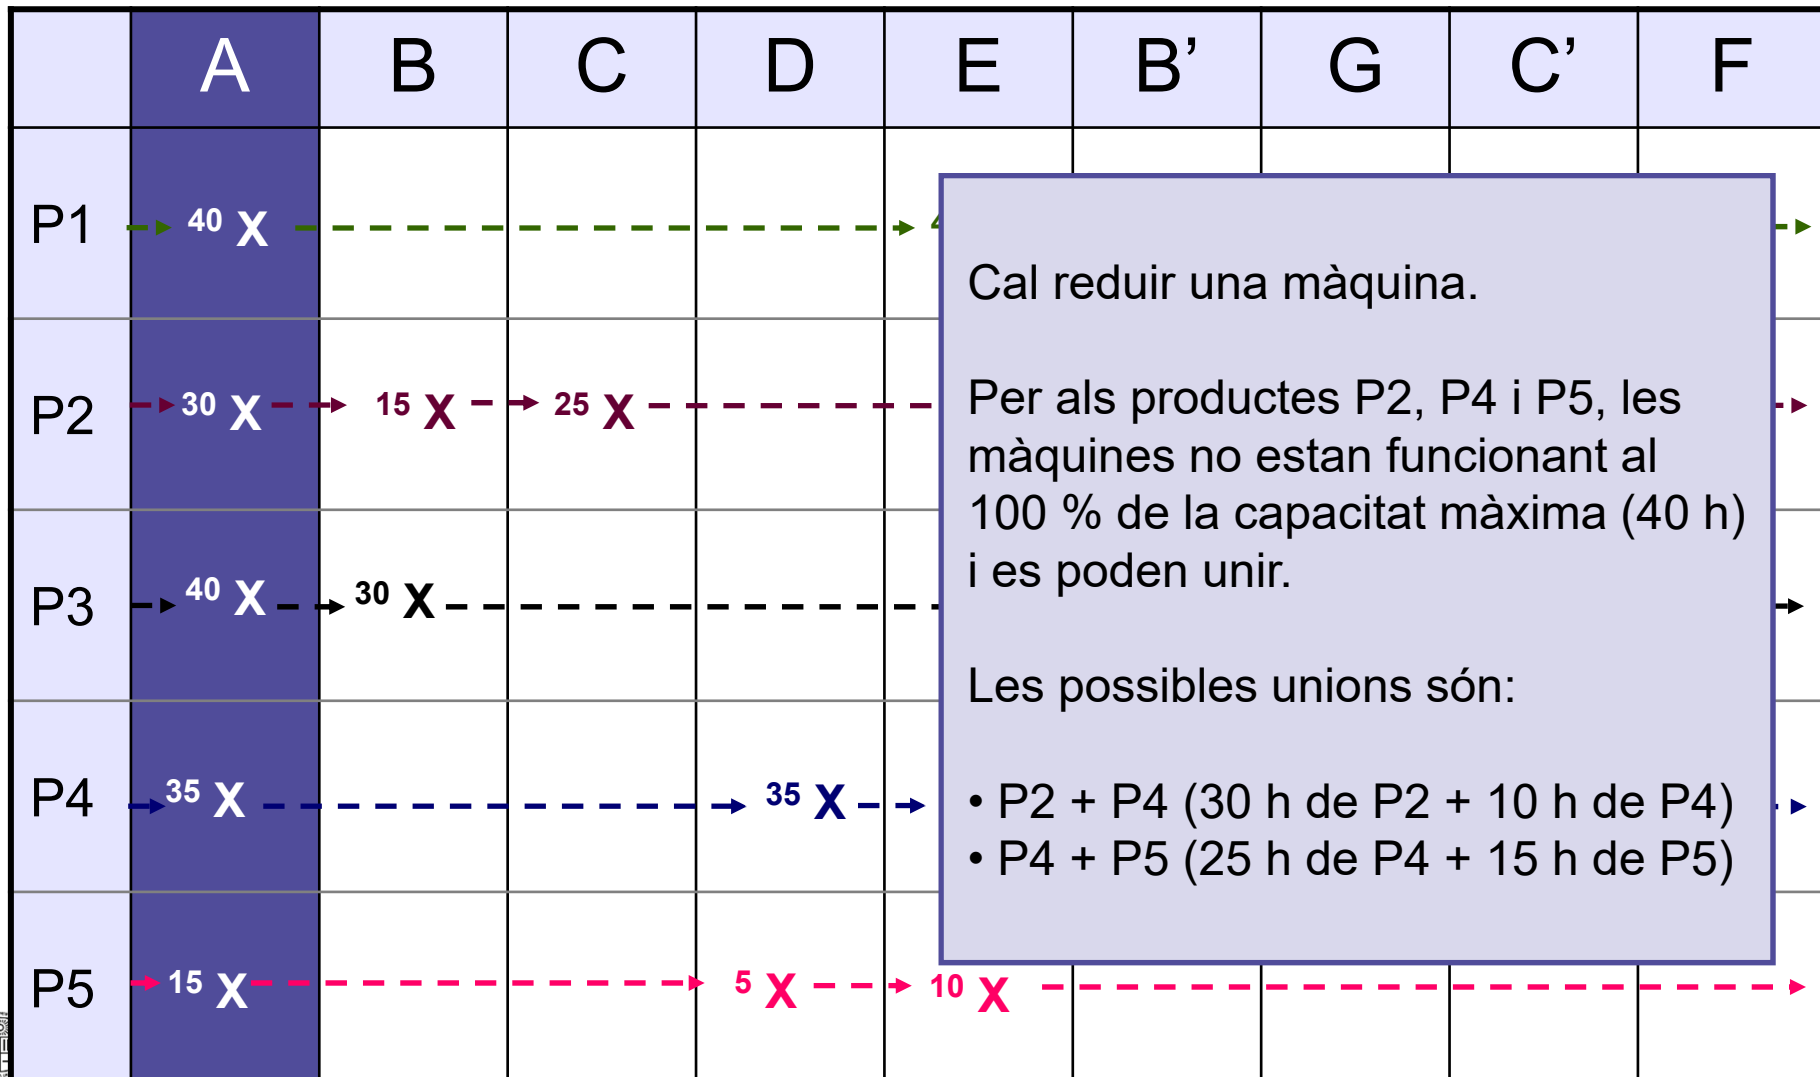 A B C D E B’ G C’ F
P1 40 X
Cal reduir una màquina.
P2 30 X 15 X 25 X
Per als productes P2, P4 i P5, les
màquines no estan funcionant al
100 % de la capacitat màxima (40 h)
i es poden unir.
P3 40 X 30 X
Les possibles unions són:
P4 35 X 35 X
• P2 + P4 (30 h de P2 + 10 h de P4)
• P4 + P5 (25 h de P4 + 15 h de P5)
P5 15 X 5 X 10 X